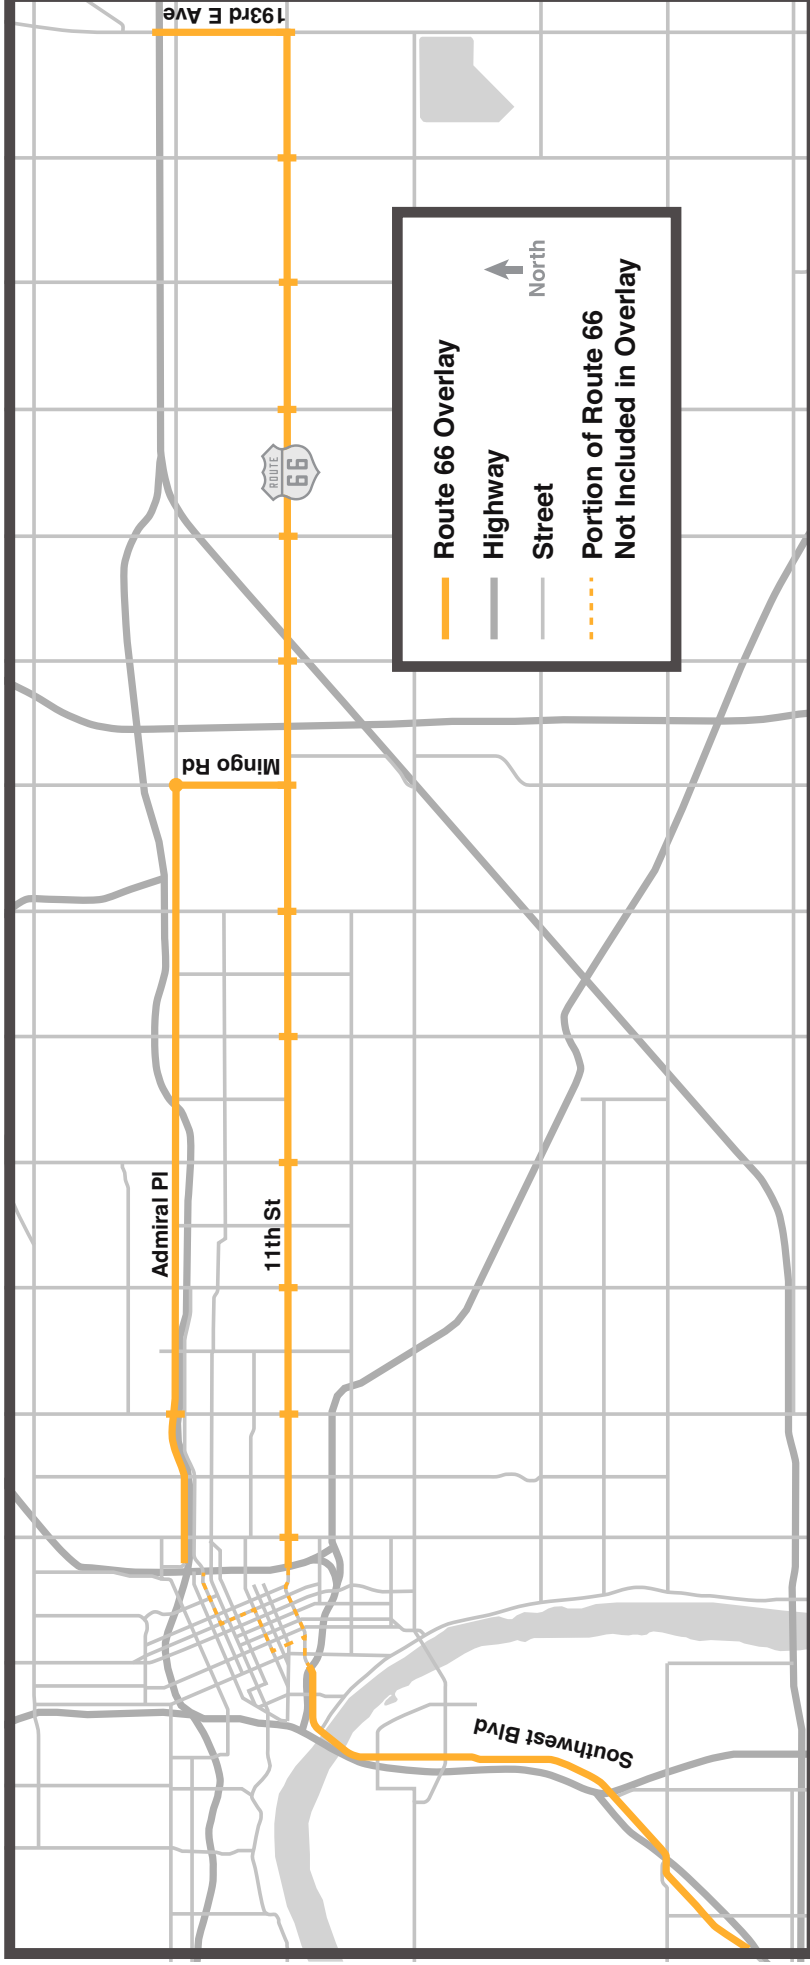 193rd E Ave
Mingo Rd
Admiral Pl
11th St
Southwest Blvd
ROUTE
66
Route 66 Overlay
Highway
Street
Portion of Route 66
Not Included in Overlay
North